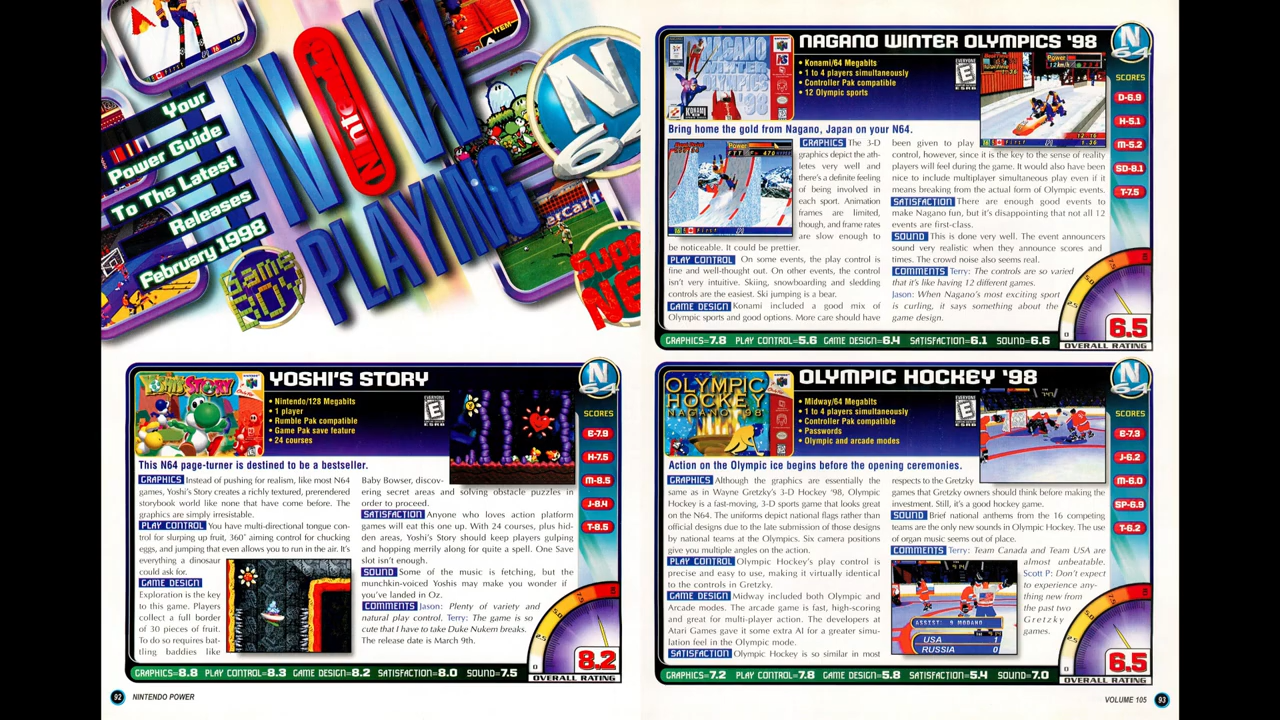 NOW
PLAYING
Your
Power Guide
To The Latest
Releases
February 1998
GAME
BOY
YOSHI'S STORY
• Nintendo/128 Megabits
• 1 player
• Rumble Pak compatible
• Game Pak save feature
• 24 courses
EVERYONE
E
ESRB
N
64
This N64 page-turner is destined to be a bestseller.
GRAPHICS Instead of pushing for realism, like most N64
games, Yoshi's Story creates a richly textured, prerendered
storybook world like none that have come before. The
graphics are simply irresistible.
PLAY CONTROL You have multi-directional tongue con-
trol for slurping up fruit, 360° aiming control for chucking
eggs, and jumping that even allows you to run in the air. It's
everything a dinosaur
could ask for.
GAME DESIGN
Exploration is the key
to this game. Players
collect a full border
of 30 pieces of fruit.
To do so requires bat-
tling baddies like
Baby Bowser, discov-
ering secret areas and solving obstacle puzzles in
order to proceed.
SATISFACTION Anyone who loves action platform
games will eat this one up. With 24 courses, plus hid-
den areas, Yoshi's Story should keep players gulping
and hopping merrily along for quite a spell. One Save
slot isn't enough.
SOUND Some of the music is fetching, but the
munchkin-voiced Yoshis may make you wonder if
you've landed in Oz.
COMMENTS Jason: Plenty of variety and
natural play control. Terry: The game is so
cute that I have to take Duke Nukem breaks.
The release date is March 9th.
SCORES
E-7.9
H-7.5
M-8.5
J-8.4
T-8.5
8.2
OVERALL RATING
GRAPHICS=8.8 PLAY CONTROL=8.3 GAME DESIGN=8.2 SATISFACTION=8.0 SOUND=7.5
92 NINTENDO POWER
NAGANO WINTER OLYMPICS '98
NAGANO
WINTER
OLYMPICS
'98
KONAMI
• Konami/64 Megabits
• 1 to 4 players simultaneously
• Controller Pak compatible
• 12 Olympic sports
EVERYONE
E
ESRB
N
64
Bring home the gold from Nagano, Japan on your N64.
GRAPHICS The 3-D
graphics depict the ath-
letes very well and
there's a definite feeling
of being involved in
each sport. Animation
frames are limited,
though, and frame rates
are slow enough to
be noticeable. It could be prettier.
PLAY CONTROL On some events, the play control is
fine and well-thought out. On other events, the control
isn't very intuitive. Skiing, snowboarding and sledding
controls are the easiest. Ski jumping is a bear.
GAME DESIGN Konami included a good mix of
Olympic sports and good options. More care should have
been given to play
control, however, since it is the key to the sense of reality
players will feel during the game. It would also have been
nice to include multiplayer simultaneous play even if it
means breaking from the actual form of Olympic events.
SATISFACTION There are enough good events to
make Nagano fun, but it's disappointing that not all 12
events are first-class.
SOUND This is done very well. The event announcers
sound very realistic when they announce scores and
times. The crowd noise also seems real.
COMMENTS Terry: The controls are so varied
that it's like having 12 different games.
Jason: When Nagano's most exciting sport
is curling, it says something about the
game design.
SCORES
D-6.9
H-5.1
M-5.2
SD-8.1
T-7.5
6.5
OVERALL RATING
GRAPHICS=7.8 PLAY CONTROL=5.6 GAME DESIGN=6.4 SATISFACTION=6.1 SOUND=6.6
OLYMPIC HOCKEY '98
OLYMPIC
HOCKEY
NAGANO '98
• Midway/64 Megabits
• 1 to 4 players simultaneously
• Controller Pak compatible
• Passwords
• Olympic and arcade modes
EVERYONE
E
ESRB
N
64
Action on the Olympic ice begins before the opening ceremonies.
GRAPHICS Although the graphics are essentially the
same as in Wayne Gretzky's 3-D Hockey '98, Olympic
Hockey is a fast-moving, 3-D sports game that looks great
on the N64. The uniforms depict national flags rather than
official designs due to the late submission of those designs
by national teams at the Olympics. Six camera positions
give you multiple angles on the action.
PLAY CONTROL Olympic Hockey's play control is
precise and easy to use, making it virtually identical
to the controls in Gretzky.
GAME DESIGN Midway included both Olympic and
Arcade modes. The arcade game is fast, high-scoring
and great for multi-player action. The developers at
Atari Games gave it some extra AI for a greater simu-
lation feel in the Olympic mode.
SATISFACTION Olympic Hockey is so similar in most
respects to the Gretzky
games that Gretzky owners should think before making the
investment. Still, it's a good hockey game.
SOUND Brief national anthems from the 16 competing
teams are the only new sounds in Olympic Hockey. The use
of organ music seems out of place.
COMMENTS Terry: Team Canada and Team USA are
almost unbeatable.
Scott P: Don't expect
to experience any-
thing new from
the past two
Gretzky
games.
ASSIST: 9 MODANO
USA 1
RUSSIA 0
SCORES
E-7.3
J-6.2
M-6.0
SP-6.9
T-6.2
6.5
OVERALL RATING
GRAPHICS=7.2 PLAY CONTROL=7.8 GAME DESIGN=5.8 SATISFACTION=5.4 SOUND=7.0
VOLUME 105 93